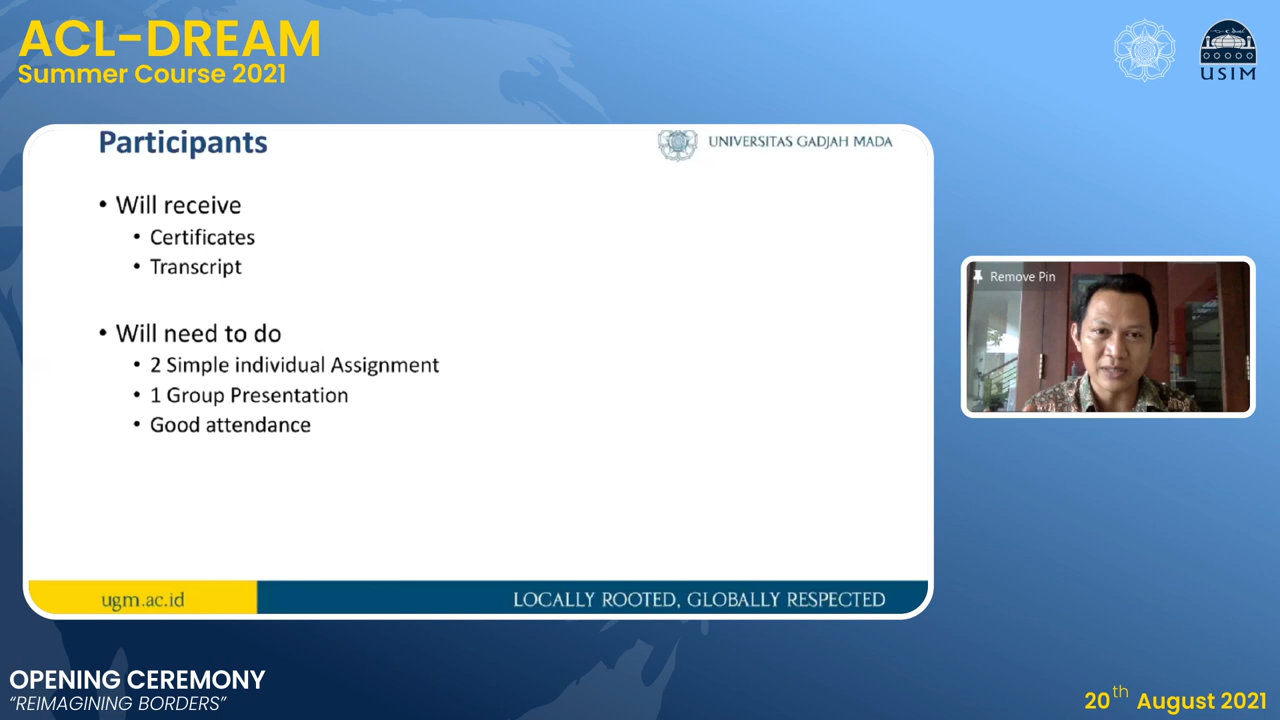 ACL-DREAM
Summer Course 2021
USIM
Participants
UNIVERSITAS GADJAH MADA
• Will receive
• Certificates
• Transcript
• Will need to do
• 2 Simple individual Assignment
• 1 Group Presentation
• Good attendance
Remove Pin
ugm.ac.id
LOCALLY ROOTED, GLOBALLY RESPECTED
OPENING CEREMONY
“REIMAGINING BORDERS”
20th August 2021